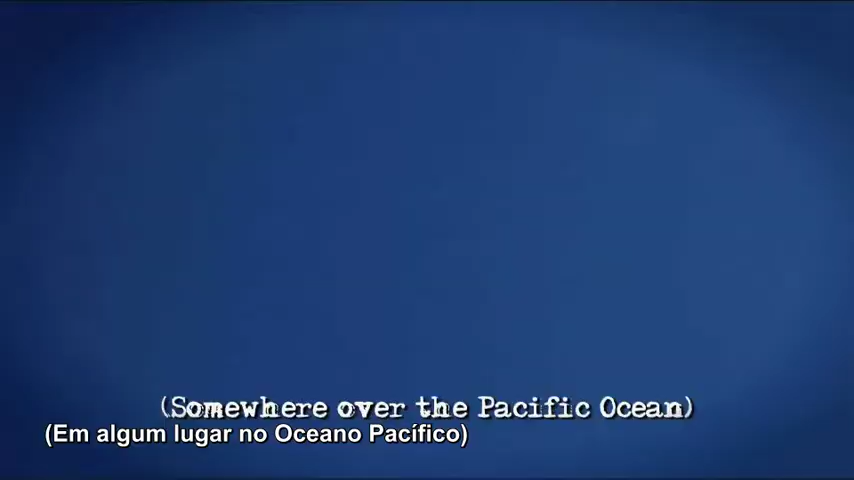 (Somewhere over the Pacific Ocean)
(Em algum lugar no Oceano Pacífico)